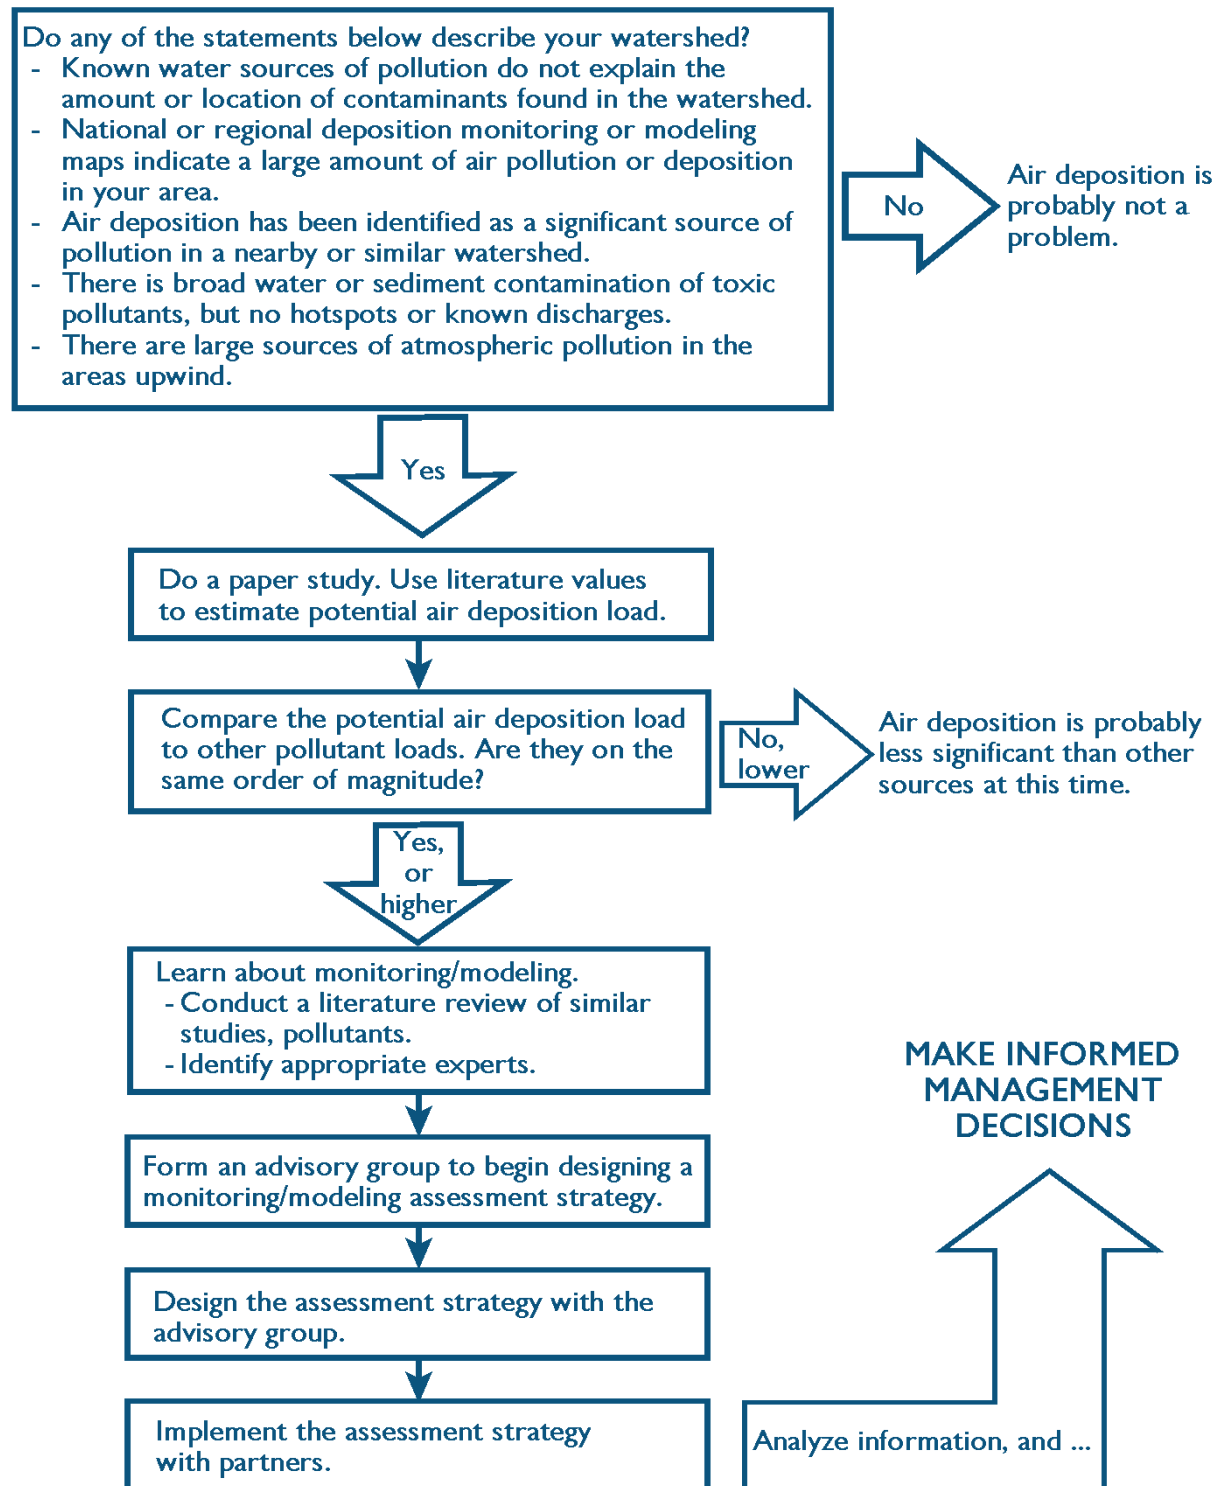 Do any of the statements below describe your watershed?
- Known water sources of pollution do not explain the
amount or location of contaminants found in the watershed.
- National or regional deposition monitoring or modeling
maps indicate a large amount of air pollution or deposition
in your area.
- Air deposition has been identified as a significant source of
pollution in a nearby or similar watershed.
- There is broad water or sediment contamination of toxic
pollutants, but no hotspots or known discharges.
- There are large sources of atmospheric pollution in the
areas upwind.
No
Air deposition is
probably not a
problem.
Yes
Do a paper study. Use literature values
to estimate potential air deposition load.
Compare the potential air deposition load
to other pollutant loads. Are they on the
same order of magnitude?
No,
lower
Air deposition is probably
less significant than other
sources at this time.
Yes,
or
higher
Learn about monitoring/modeling.
- Conduct a literature review of similar
studies, pollutants.
- Identify appropriate experts.
Form an advisory group to begin designing a
monitoring/modeling assessment strategy.
Design the assessment strategy with the
advisory group.
Implement the assessment strategy
with partners.
Analyze information, and ...
MAKE INFORMED
MANAGEMENT
DECISIONS